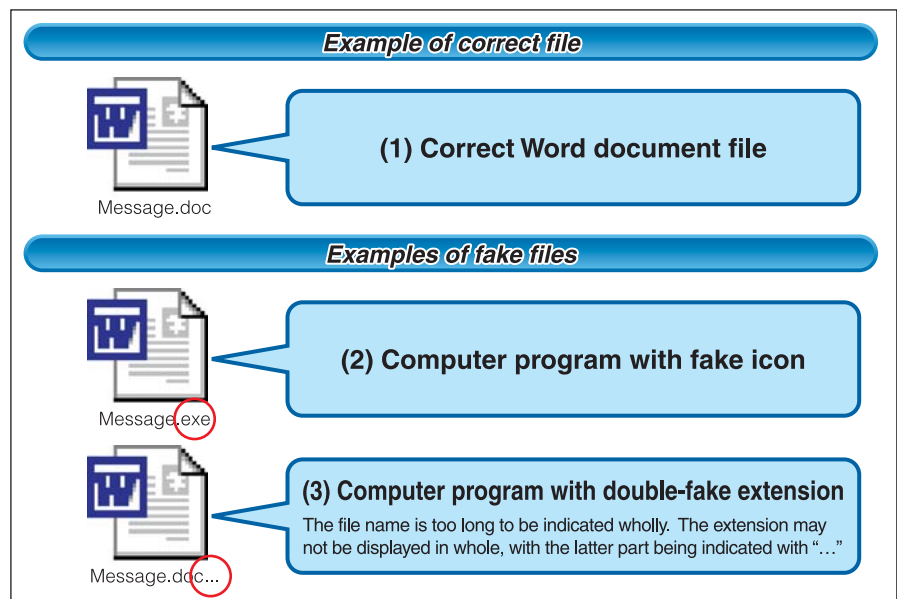 Example of correct file
W
(1) Correct Word document file
Message.doc
Examples of fake files
W
(2) Computer program with fake icon
Message.exe
W
(3) Computer program with double-fake extension
The file name is too long to be indicated wholly. The extension may
not be displayed in whole, with the latter part being indicated with “…”
Message.doc...